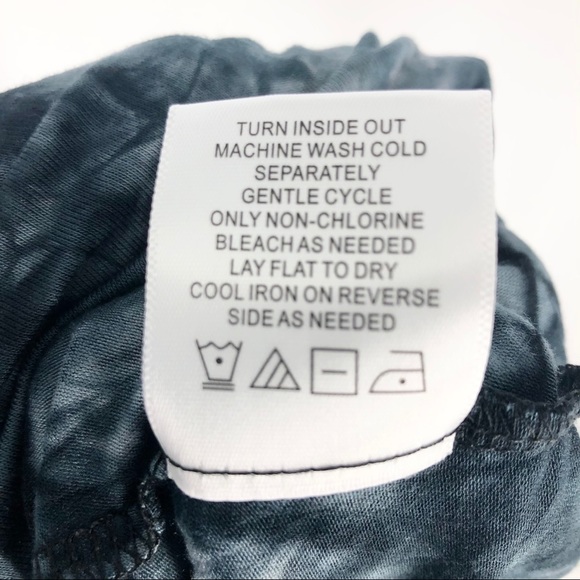 TURN INSIDE OUT
MACHINE WASH COLD
SEPARATELY
GENTLE CYCLE
ONLY NON-CHLORINE
BLEACH AS NEEDED
LAY FLAT TO DRY
COOL IRON ON REVERSE
SIDE AS NEEDED